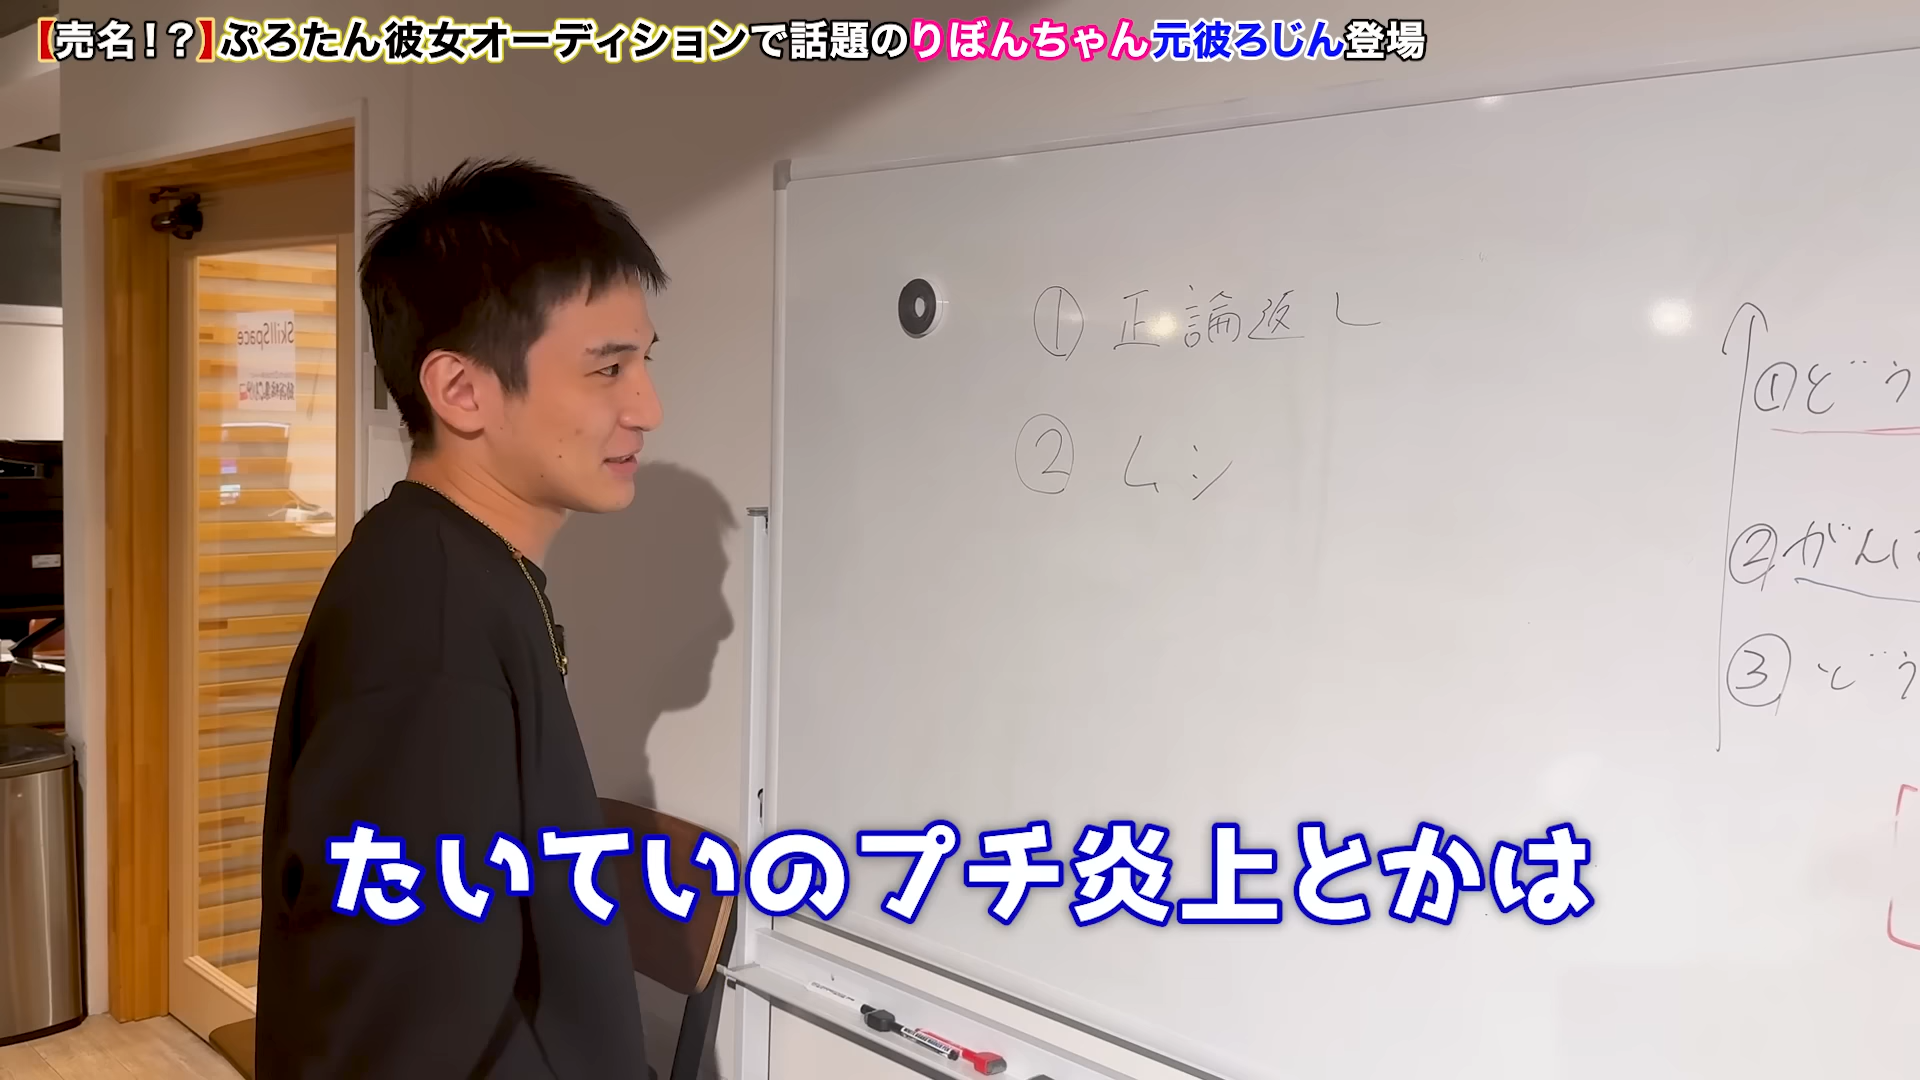 【売名！？】ぷろたん彼女オーディションで話題のりぼんちゃん元彼ろじん登場
SkillSpace
① 正論返し
② ムシ
①どう
②がん
③どう
たいていのプチ炎上とかは